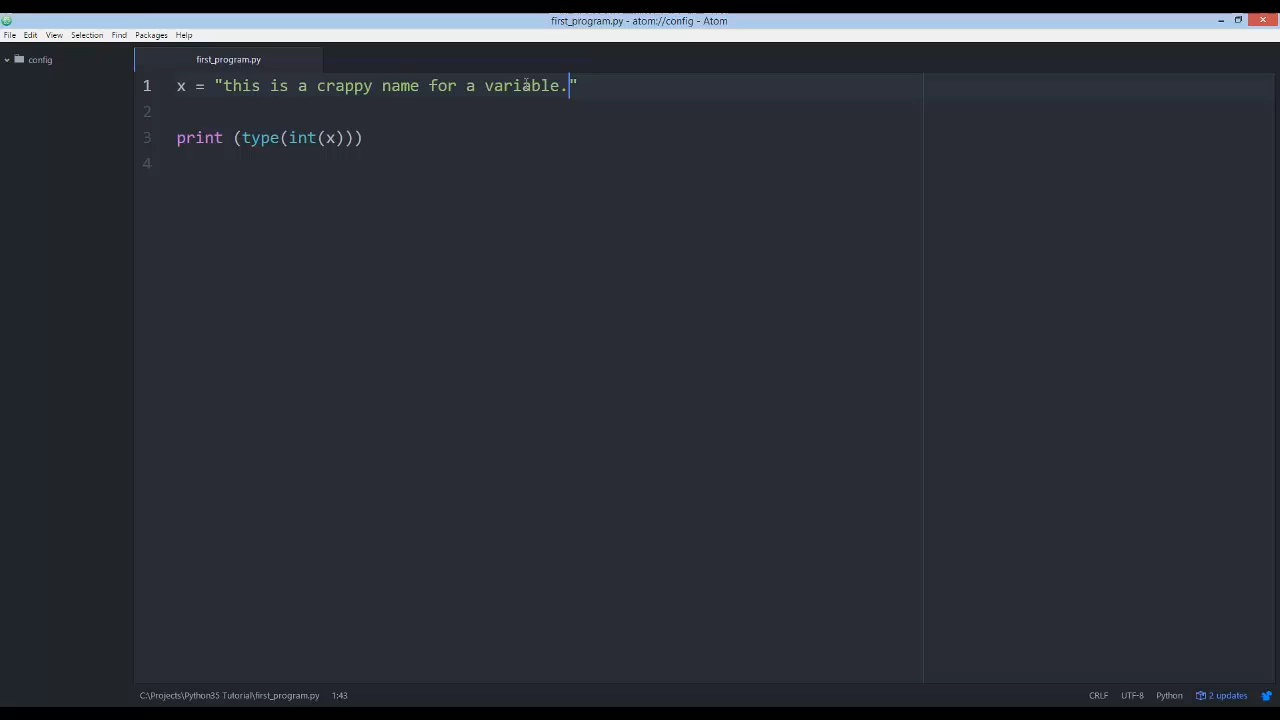 first_program.py - atom://config - Atom
File Edit View Selection Find Packages Help
config
first_program.py
1 x = "this is a crappy name for a variable."
2
3 print (type(int(x)))
4
C:\Projects\Python35 Tutorial\first_program.py 1:43 CRLF UTF-8 Python 2 updates